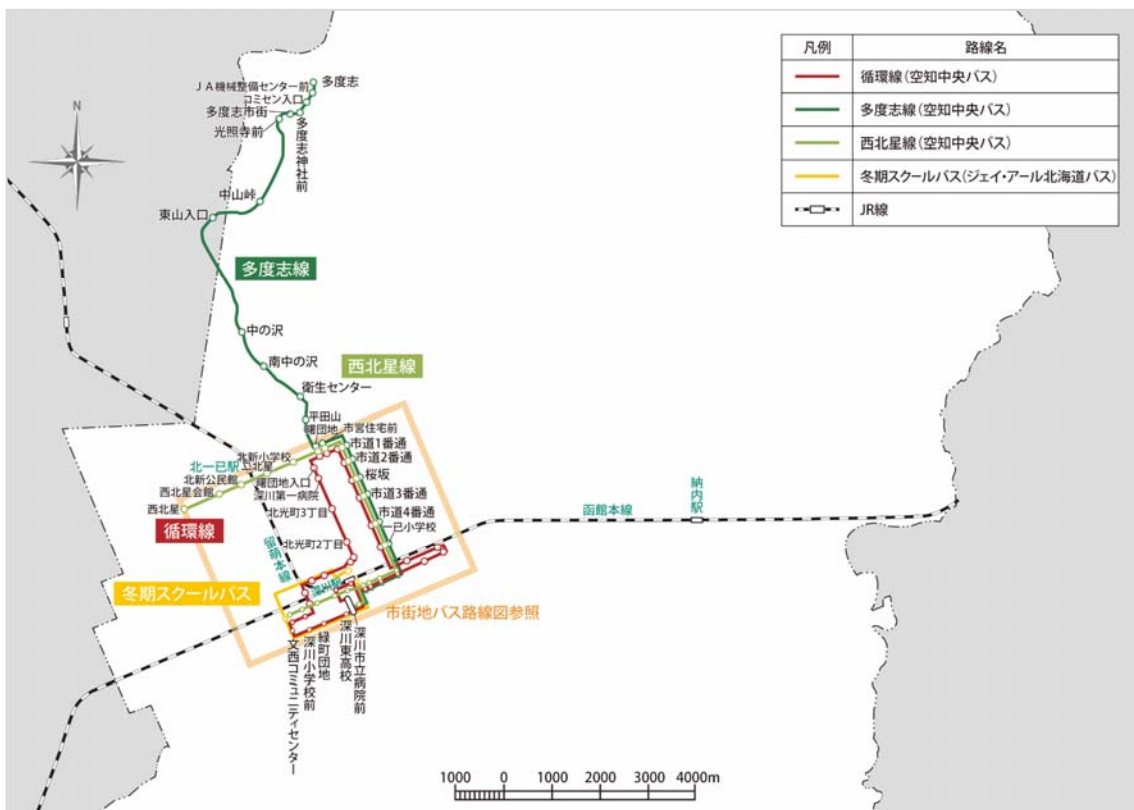 凡例 路線名
循環線(空知中央バス)
多度志線(空知中央バス)
西北星線(空知中央バス)
冬期スクールバス(ジェイ・アール北海道バス)
JR線
N
多度志
JA機械整備センター前
コミセン入口
多度志市街
光照寺前
多度志神社前
中山峠
東山入口
多度志線
中の沢
南中の沢
西北星線
衛生センター
平田山
曙団地
市営住宅前
市道1番通
北新小学校
市道2番通
北一已駅
上北星
桜坂
北新公民館
曙団地入口
西北星会館
深川第一病院
市道3番通
西北星
北光町3丁目
市道4番通
一已小学校
循環線
納内駅
函館本線
北光町2丁目
留萌本線
深川駅
冬期スクールバス
市街地バス路線図参照
文西コミュニティセンター
深川小学校前
緑町団地
深川東高校
深川市立病院前
1000 0 1000 2000 3000 4000m